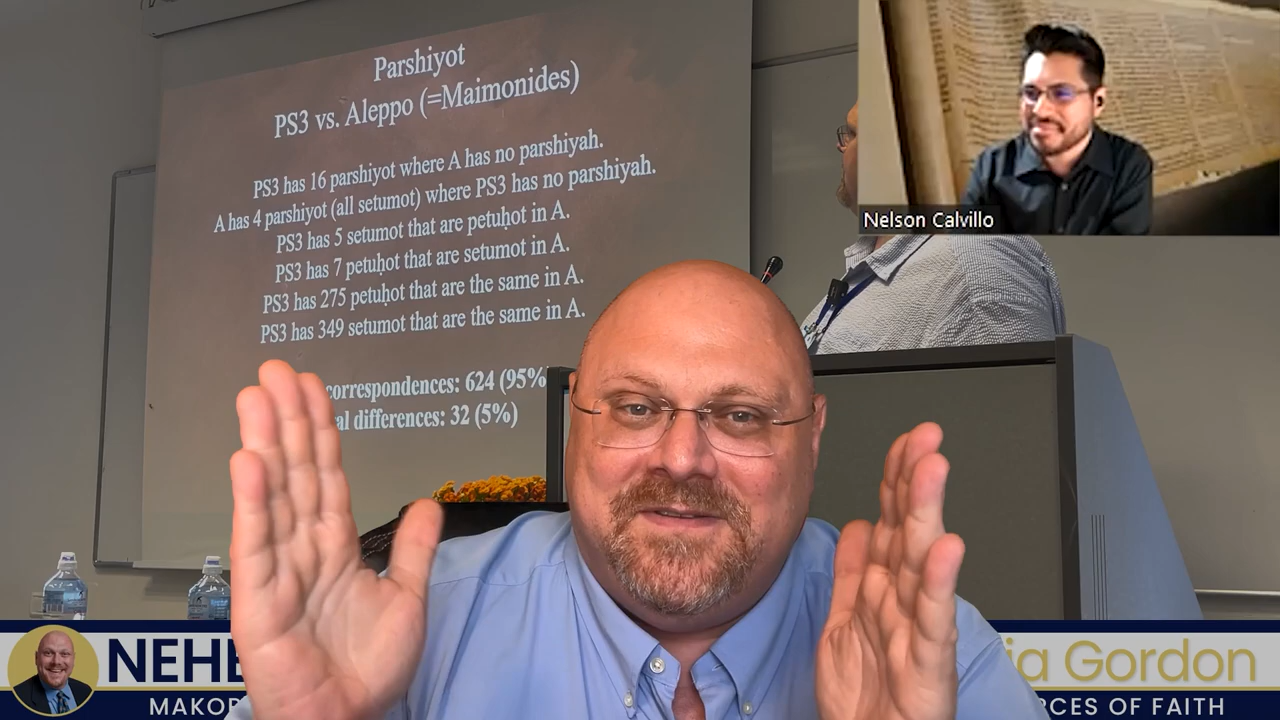 Parshiyot
PS3 vs. Aleppo (=Maimonides)
PS3 has 16 parshiyot where A has no parshiyah.
A has 4 parshiyot (all setumot) where PS3 has no parshiyah.
PS3 has 5 setumot that are petuḥot in A.
PS3 has 7 petuḥot that are setumot in A.
PS3 has 275 petuḥot that are the same in A.
PS3 has 349 setumot that are the same in A.
correspondences: 624 (95%
al differences: 32 (5%)
Nelson Calvillo
NEHE
ia Gordon
MAKOR
RCES OF FAITH